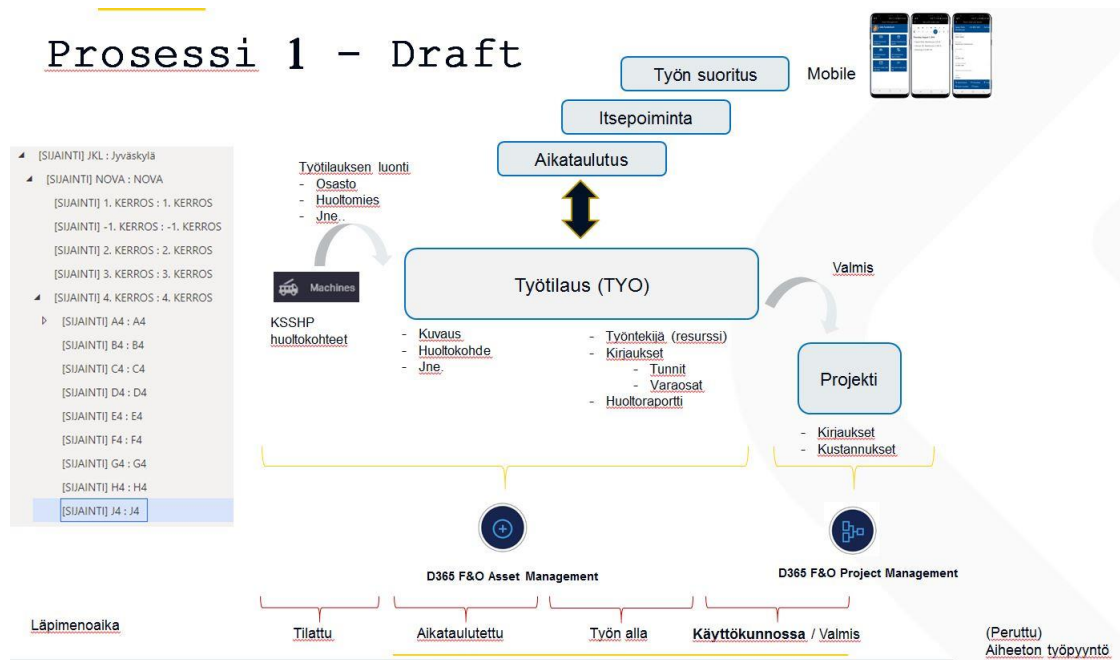 Prosessi 1 – Draft
Työn suoritus
Mobile
Itsepoiminta
Aikataulutus
[SIJAINTI] JKL : Jyväskylä
[SIJAINTI] NOVA : NOVA
[SIJAINTI] 1. KERROS : 1. KERROS
[SIJAINTI] -1. KERROS : -1. KERROS
[SIJAINTI] 2. KERROS : 2. KERROS
[SIJAINTI] 3. KERROS : 3. KERROS
[SIJAINTI] 4. KERROS : 4. KERROS
[SIJAINTI] A4 : A4
[SIJAINTI] B4 : B4
[SIJAINTI] C4 : C4
[SIJAINTI] D4 : D4
[SIJAINTI] E4 : E4
[SIJAINTI] F4 : F4
[SIJAINTI] G4 : G4
[SIJAINTI] H4 : H4
[SIJAINTI] J4 : J4
Työtilauksen luonti
- Osasto
- Huoltomies
- Jne..
Machines
KSSHP
huoltokohteet
Työtilaus (TYO)
- Kuvaus
- Huoltokohde
- Jne.
- Työntekijä (resurssi)
- Kirjaukset
- Tunnit
- Varaosat
- Huoltoraportti
Valmis
Projekti
- Kirjaukset
- Kustannukset
D365 F&O Asset Management
D365 F&O Project Management
Läpimenoaika
Tilattu
Aikataulutettu
Työn alla
Käyttökunnossa / Valmis
(Peruttu)
Aiheeton työpyyntö